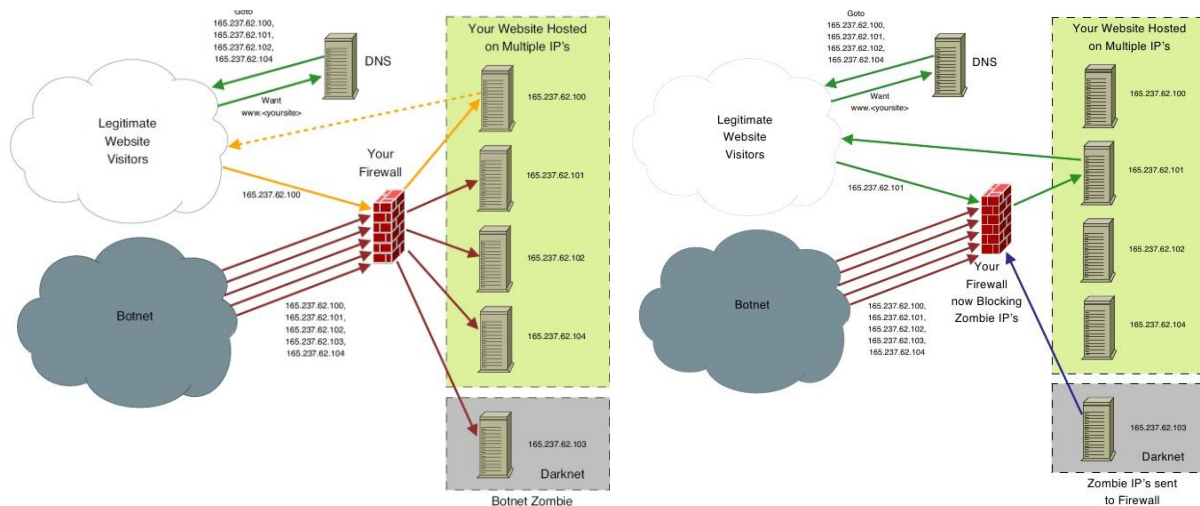 Goto
165.237.62.100,
165.237.62.101,
165.237.62.102,
165.237.62.104
DNS
Want
www.<yoursite>
Legitimate
Website
Visitors
165.237.62.100
Your
Firewall
Botnet
165.237.62.100,
165.237.62.101,
165.237.62.102,
165.237.62.103,
165.237.62.104
Your Website Hosted
on Multiple IP's
165.237.62.100
165.237.62.101
165.237.62.102
165.237.62.104
165.237.62.103
Darknet
Botnet Zombie
Goto
165.237.62.100,
165.237.62.101,
165.237.62.102,
165.237.62.104
DNS
Want
www.<yoursite>
Legitimate
Website
Visitors
165.237.62.101
Botnet
165.237.62.100,
165.237.62.101,
165.237.62.102,
165.237.62.103,
165.237.62.104
Your
Firewall
now Blocking
Zombie IP's
Your Website Hosted
on Multiple IP's
165.237.62.100
165.237.62.101
165.237.62.102
165.237.62.104
165.237.62.103
Darknet
Zombie IP's sent
to Firewall